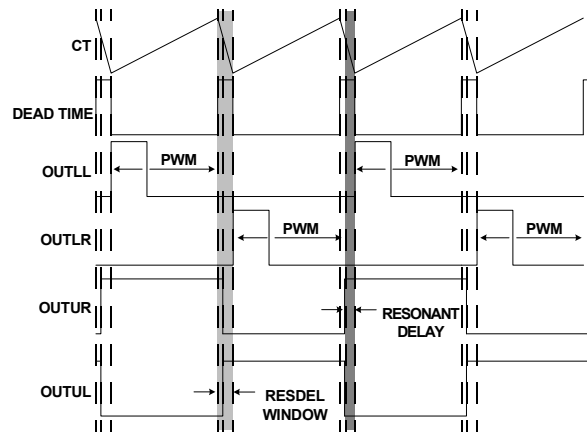 CT
DEAD TIME
OUTLL
PWM
PWM
OUTLR
PWM
PWM
OUTUR
RESONANT
DELAY
OUTUL
RESDEL
WINDOW